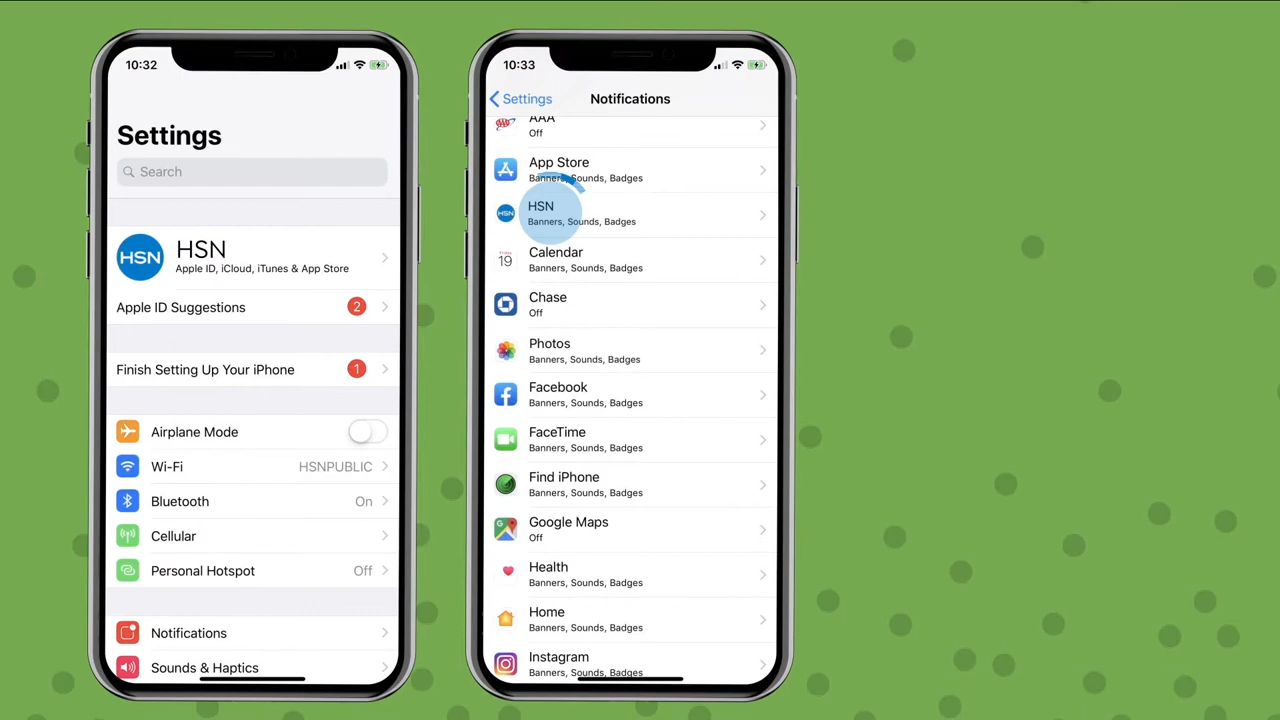 10:32
Settings
Search
HSN
HSN
Apple ID, iCloud, iTunes & App Store
Apple ID Suggestions
2
Finish Setting Up Your iPhone
1
Airplane Mode
Wi-Fi
HSNPUBLIC
Bluetooth
On
Cellular
Personal Hotspot
Off
Notifications
Sounds & Haptics
10:33
Settings
Notifications
AAA
Off
App Store
Banners, Sounds, Badges
HSN
HSN
Banners, Sounds, Badges
19
Calendar
Banners, Sounds, Badges
Chase
Off
Photos
Banners, Sounds, Badges
Facebook
Banners, Sounds, Badges
FaceTime
Banners, Sounds, Badges
Find iPhone
Banners, Sounds, Badges
Google Maps
Off
Health
Banners, Sounds, Badges
Home
Banners, Sounds, Badges
Instagram
Banners, Sounds, Badges